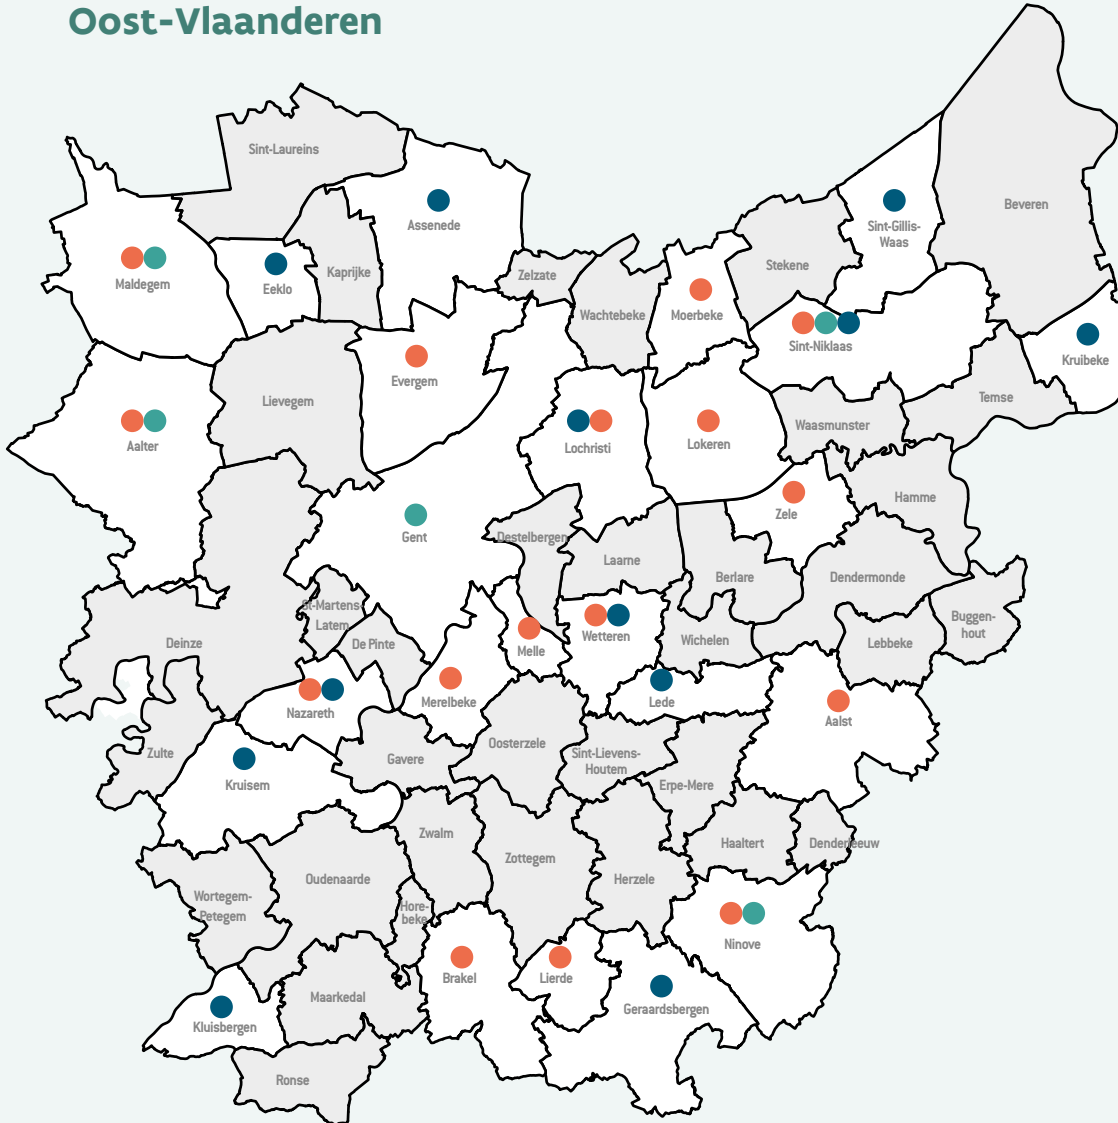 Oost-Vlaanderen
Sint-Laureins
Beveren
Assenede
Sint-Gillis-
Waas
Stekene
Kaprijke
Zelzate
Maldegem
Eeklo
Wachtebeke
Moerbeke
Sint-Niklaas
Kruibeke
Evergem
Lievegem
Temse
Waasmunster
Aalter
Lochristi
Lokeren
Hamme
Zele
Gent
Destelbergen
Laarne
Berlare
Dendermonde
St-Martens-
Latem
Buggen-
hout
Deinze
De Pinte
Melle
Wetteren
Wichelen
Lebbeke
Nazareth
Merelbeke
Lede
Aalst
Zulte
Kruisem
Gavere
Oosterzele
Sint-Lievens-
Houtem
Erpe-Mere
Zwalm
Haaltert
Denderleeuw
Zottegem
Oudenaarde
Herzele
Wortegem-
Petegem
Hore-
beke
Ninove
Brakel
Lierde
Maarkedal
Geraardsbergen
Kluisbergen
Ronse